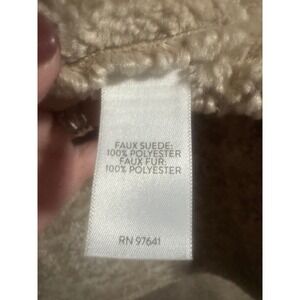 FAUX SUEDE:
100% POLYESTER
FAUX FUR:
100% POLYESTER
RN 97641